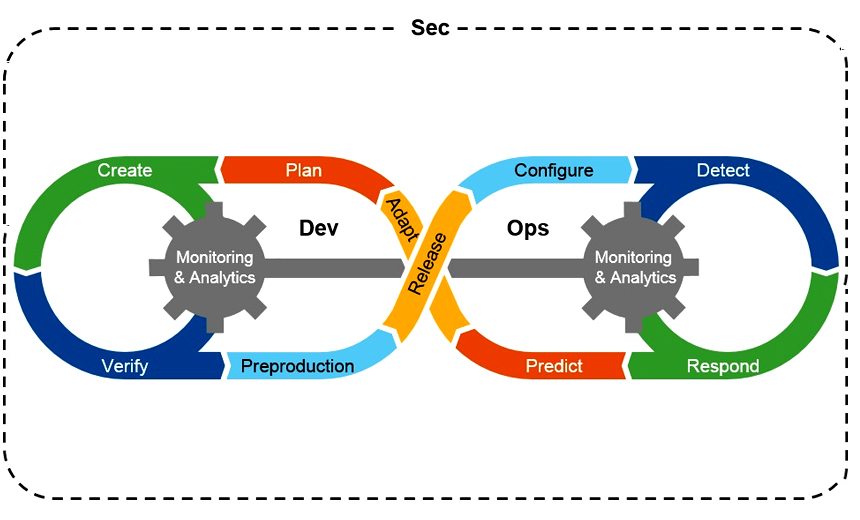 Sec
Create
Plan
Configure
Detect
Adapt
Dev
Ops
Release
Monitoring
& Analytics
Monitoring
& Analytics
Verify
Preproduction
Predict
Respond